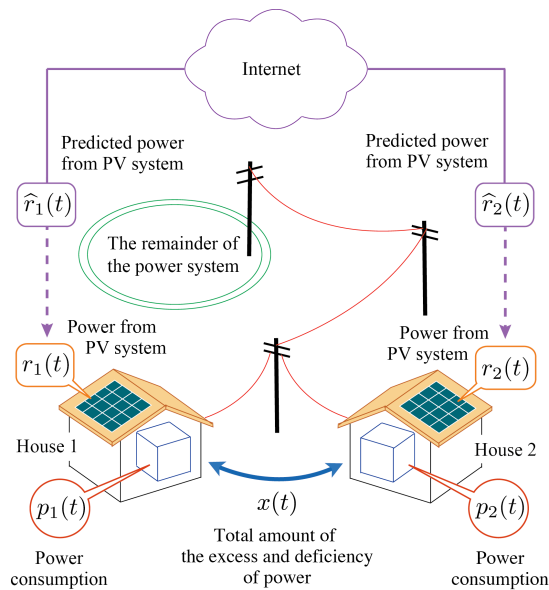 Internet
Predicted power
from PV system
Predicted power
from PV system
r̂₁(t)
r̂₂(t)
The remainder of
the power system
Power from
PV system
Power from
PV system
r₁(t)
r₂(t)
House 1
House 2
p₁(t)
x(t)
p₂(t)
Total amount of
the excess and deficiency
of power
Power
consumption
Power
consumption